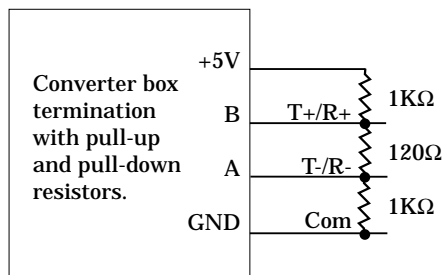 +5V
1KΩ
Converter box
termination
with pull-up
and pull-down
resistors.
B
T+/R+
120Ω
A
T-/R-
1KΩ
GND
Com